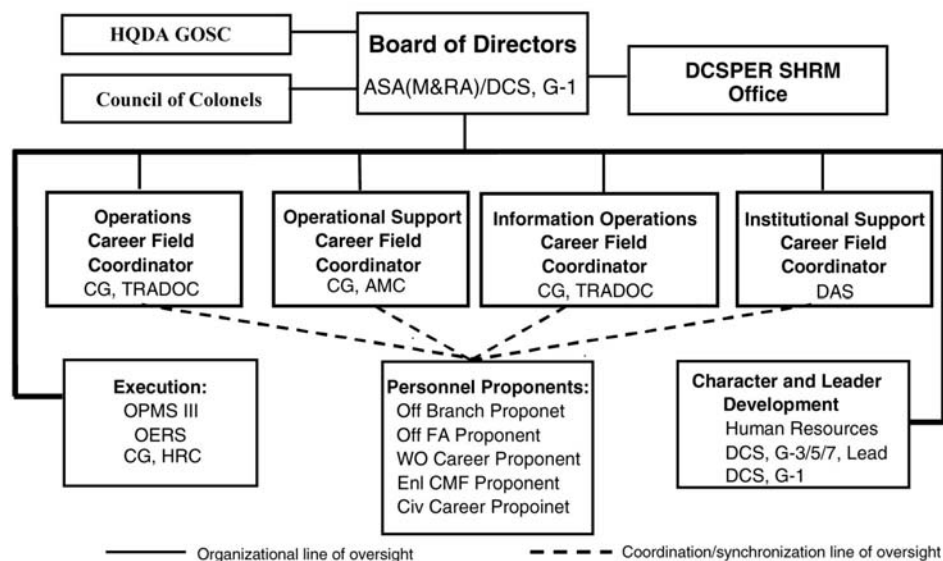 HQDA GOSC
Council of Colonels
Board of Directors
ASA(M&RA)/DCS, G-1
DCSPER SHRM
Office
Operations
Career Field
Coordinator
CG, TRADOC
Operational Support
Career Field
Coordinator
CG, AMC
Information Operations
Career Field
Coordinator
CG, TRADOC
Institutional Support
Career Field
Coordinator
DAS
Execution:
OPMS III
OERS
CG, HRC
Personnel Proponents:
Off Branch Proponet
Off FA Proponent
WO Career Proponent
Enl CMF Proponent
Civ Career Propoinet
Character and Leader
Development
Human Resources
DCS, G-3/5/7, Lead
DCS, G-1
Organizational line of oversight
Coordination/synchronization line of oversight